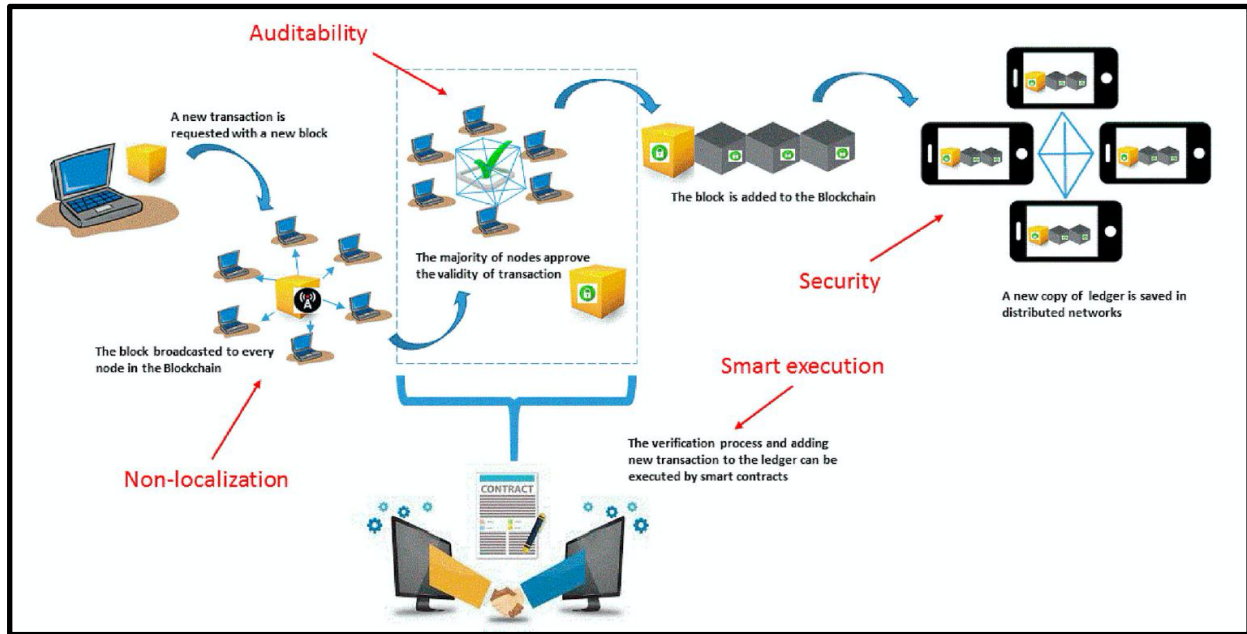 Auditability
A new transaction is
requested with a new block
The majority of nodes approve
the validity of transaction
The block is added to the Blockchain
Security
A new copy of ledger is saved in
distributed networks
The block broadcasted to every
node in the Blockchain
Non-localization
Smart execution
The verification process and adding
new transaction to the ledger can be
executed by smart contracts
CONTRACT